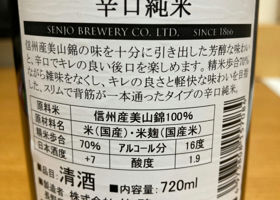 辛口純米
SENJO BREWERY CO. LTD. SINCE 1866
信州産美山錦の味を十分に引き出した芳醇な味わい
と、辛口でキレの良い後口を楽しめます。精米歩合70%
ながら雑味をなくし、キレの良さと軽快な味わいを目指
した。スリムで背筋が一本通ったタイプの辛口純米。
原料米 信州産美山錦100%
原材料名 米(国産)・米麹(国産米)
精米歩合 70% アルコール分 16度
日本酒度 +7 酸度 1.9
品目:清酒 内容量:720ml
製造者: